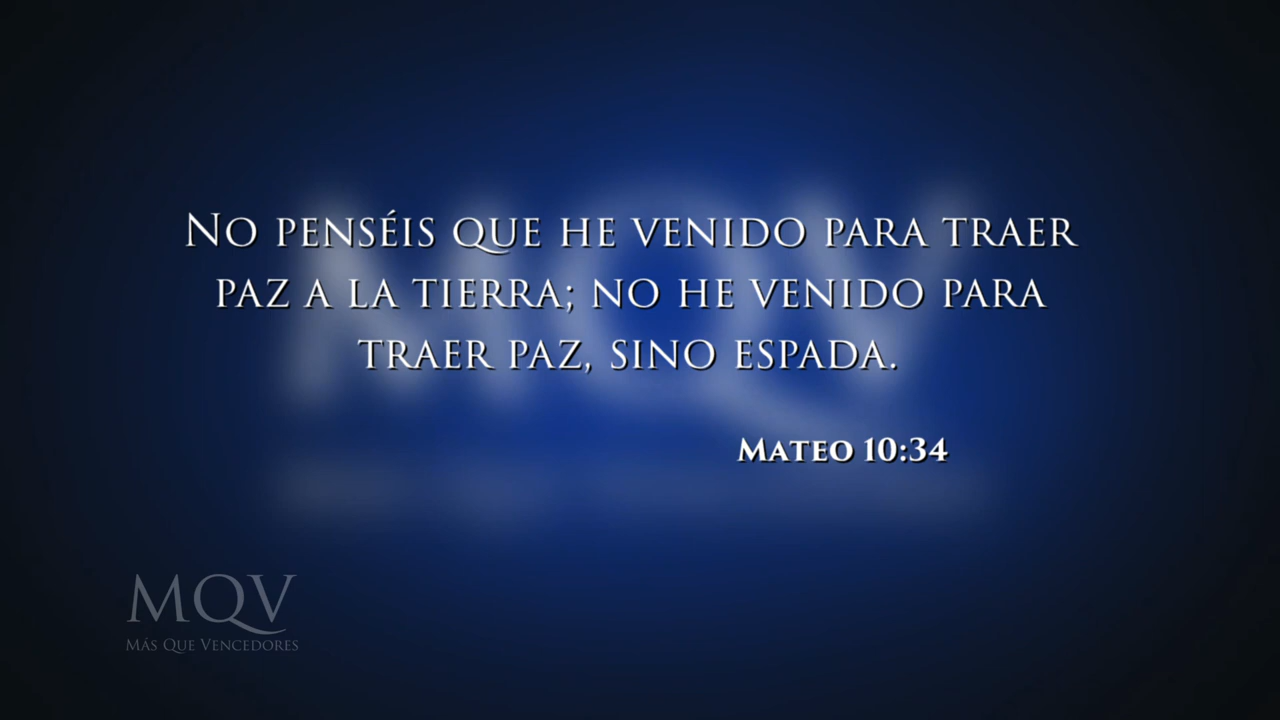 No penséis que he venido para traer
paz a la tierra; no he venido para
traer paz, sino espada.
Mateo 10:34
MQV
Más Que Vencedores